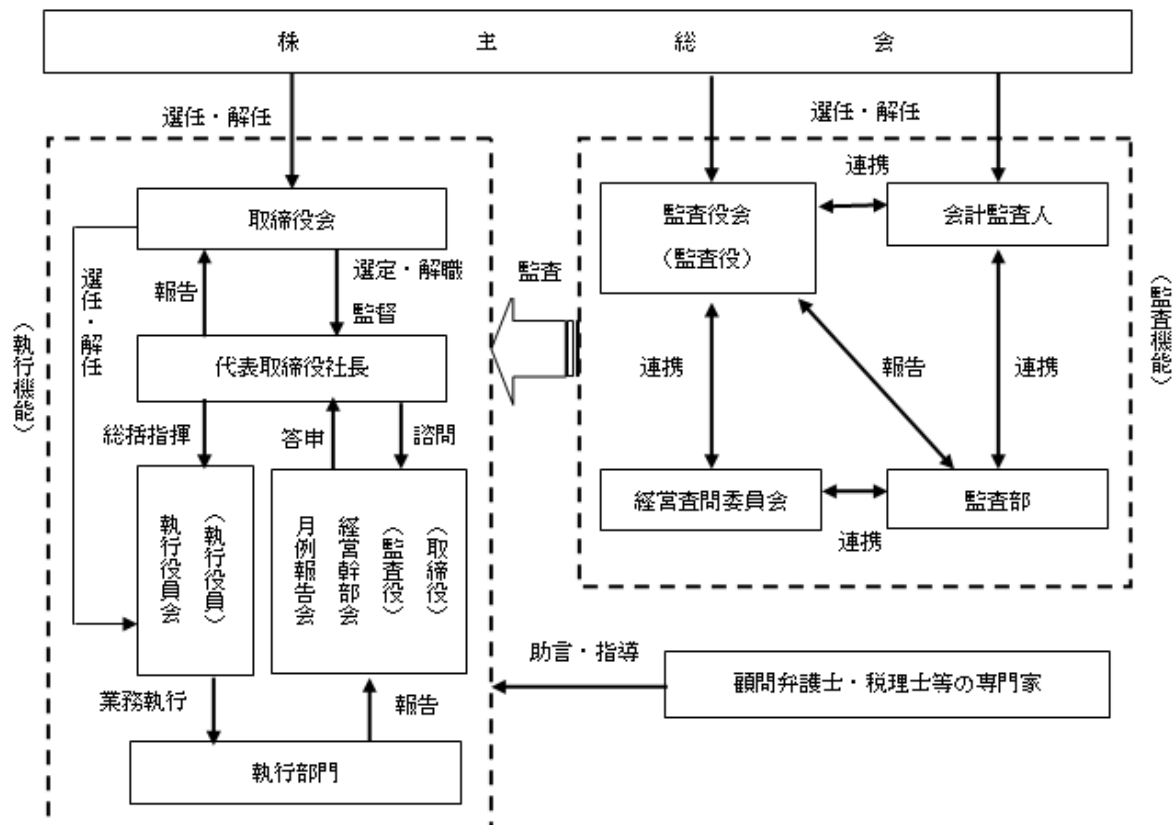 株主総会
選任・解任
選任・解任
連携
取締役会
監査役会
（監査役）
会計監査人
選任・解任
報告
選定・解職
監督
監査
（執行機能）
（監査機能）
代表取締役社長
連携
報告
連携
総括指揮
答申
諮問
執行役員会
（執行役員）
月例報告会
経営幹部会
（監査役）
（取締役）
経営査問委員会
監査部
連携
助言・指導
顧問弁護士・税理士等の専門家
業務執行
報告
執行部門